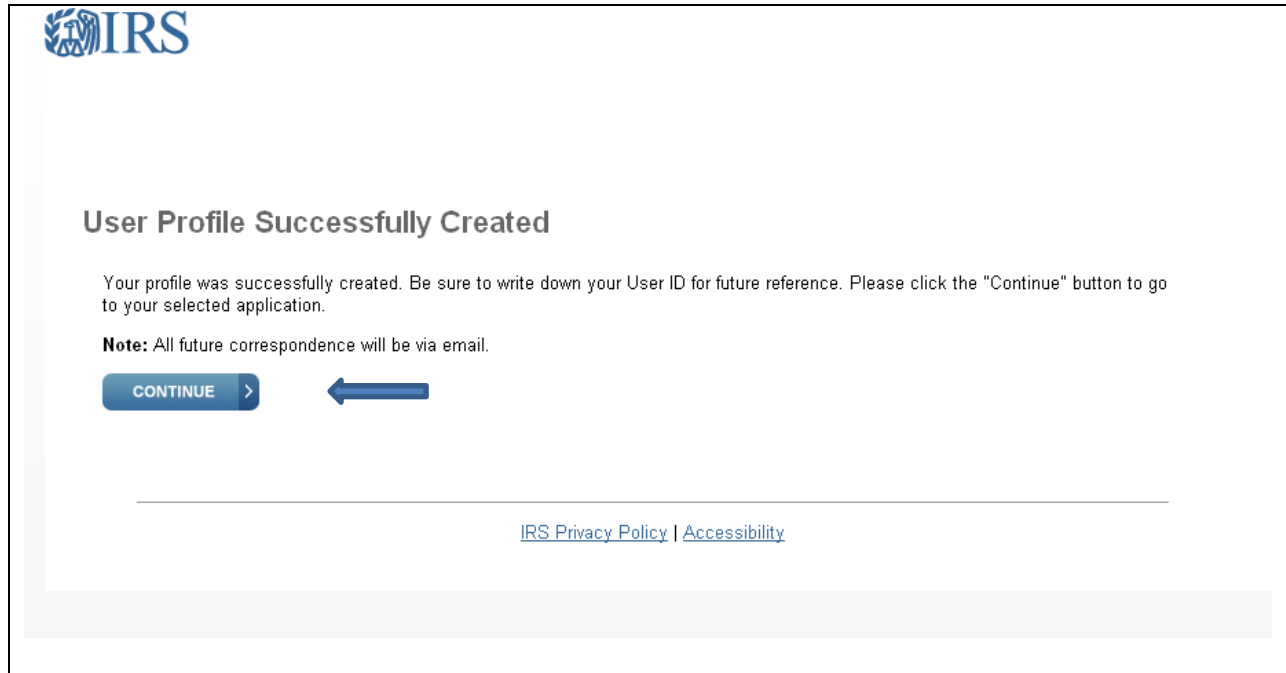 IRS
User Profile Successfully Created
Your profile was successfully created. Be sure to write down your User ID for future reference. Please click the "Continue" button to go
to your selected application.
Note: All future correspondence will be via email.
CONTINUE >
IRS Privacy Policy | Accessibility